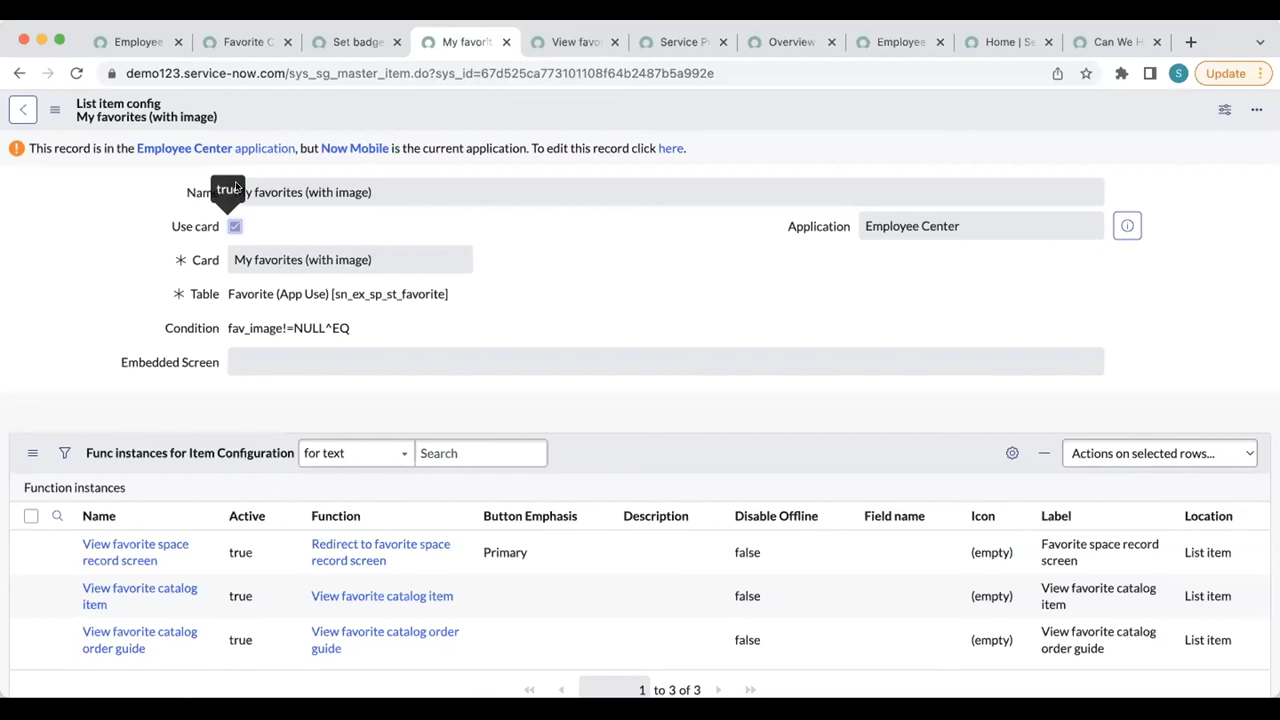 Employee
Favorite C
Set badge
My favorit
View favo
Service P
Overview
Employee
Home | Se
Can We H
demo123.service-now.com/sys_sg_master_item.do?sys_id=67d525ca773101108f64b2487b5a992e
S
Update
List item config
My favorites (with image)
This record is in the Employee Center application, but Now Mobile is the current application. To edit this record click here.
Name
true
y favorites (with image)
Use card
Application
Employee Center
Card
My favorites (with image)
Table
Favorite (App Use) [sn_ex_sp_st_favorite]
Condition
fav_image!=NULL^EQ
Embedded Screen
Func instances for Item Configuration
for text
Search
Actions on selected rows...
Function instances
Name Active Function Button Emphasis Description Disable Offline Field name Icon Label Location
View favorite space
record screen
true
Redirect to favorite space
record screen
Primary
false
(empty)
Favorite space record
screen
List item
View favorite catalog
item
true
View favorite catalog item
false
(empty)
View favorite catalog
item
List item
View favorite catalog
order guide
true
View favorite catalog order
guide
false
(empty)
View favorite catalog
order guide
List item
1 to 3 of 3